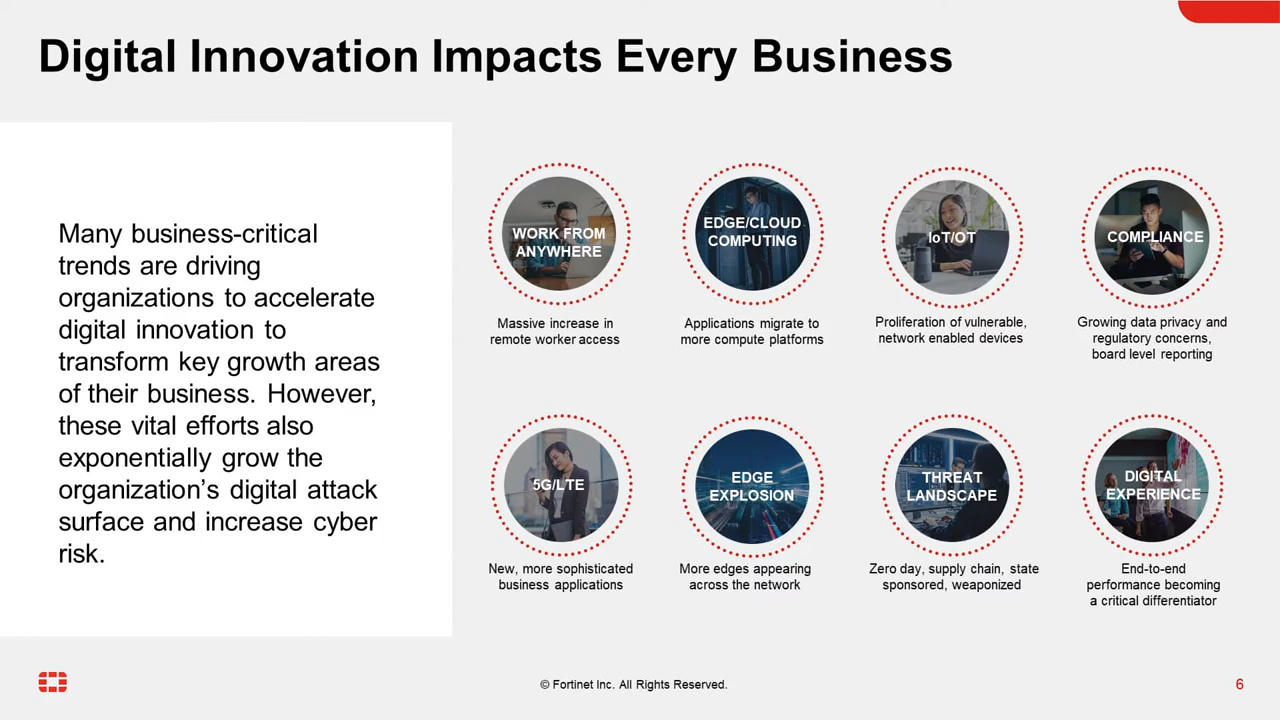 Digital Innovation Impacts Every Business
Many business-critical
trends are driving
organizations to accelerate
digital innovation to
transform key growth areas
of their business. However,
these vital efforts also
exponentially grow the
organization’s digital attack
surface and increase cyber
risk.
WORK FROM
ANYWHERE
Massive increase in
remote worker access
EDGE/CLOUD
COMPUTING
Applications migrate to
more compute platforms
IoT/OT
Proliferation of vulnerable,
network enabled devices
COMPLIANCE
Growing data privacy and
regulatory concerns,
board level reporting
5G/LTE
New, more sophisticated
business applications
EDGE
EXPLOSION
More edges appearing
across the network
THREAT
LANDSCAPE
Zero day, supply chain, state
sponsored, weaponized
DIGITAL
EXPERIENCE
End-to-end
performance becoming
a critical differentiator
© Fortinet Inc. All Rights Reserved.
6